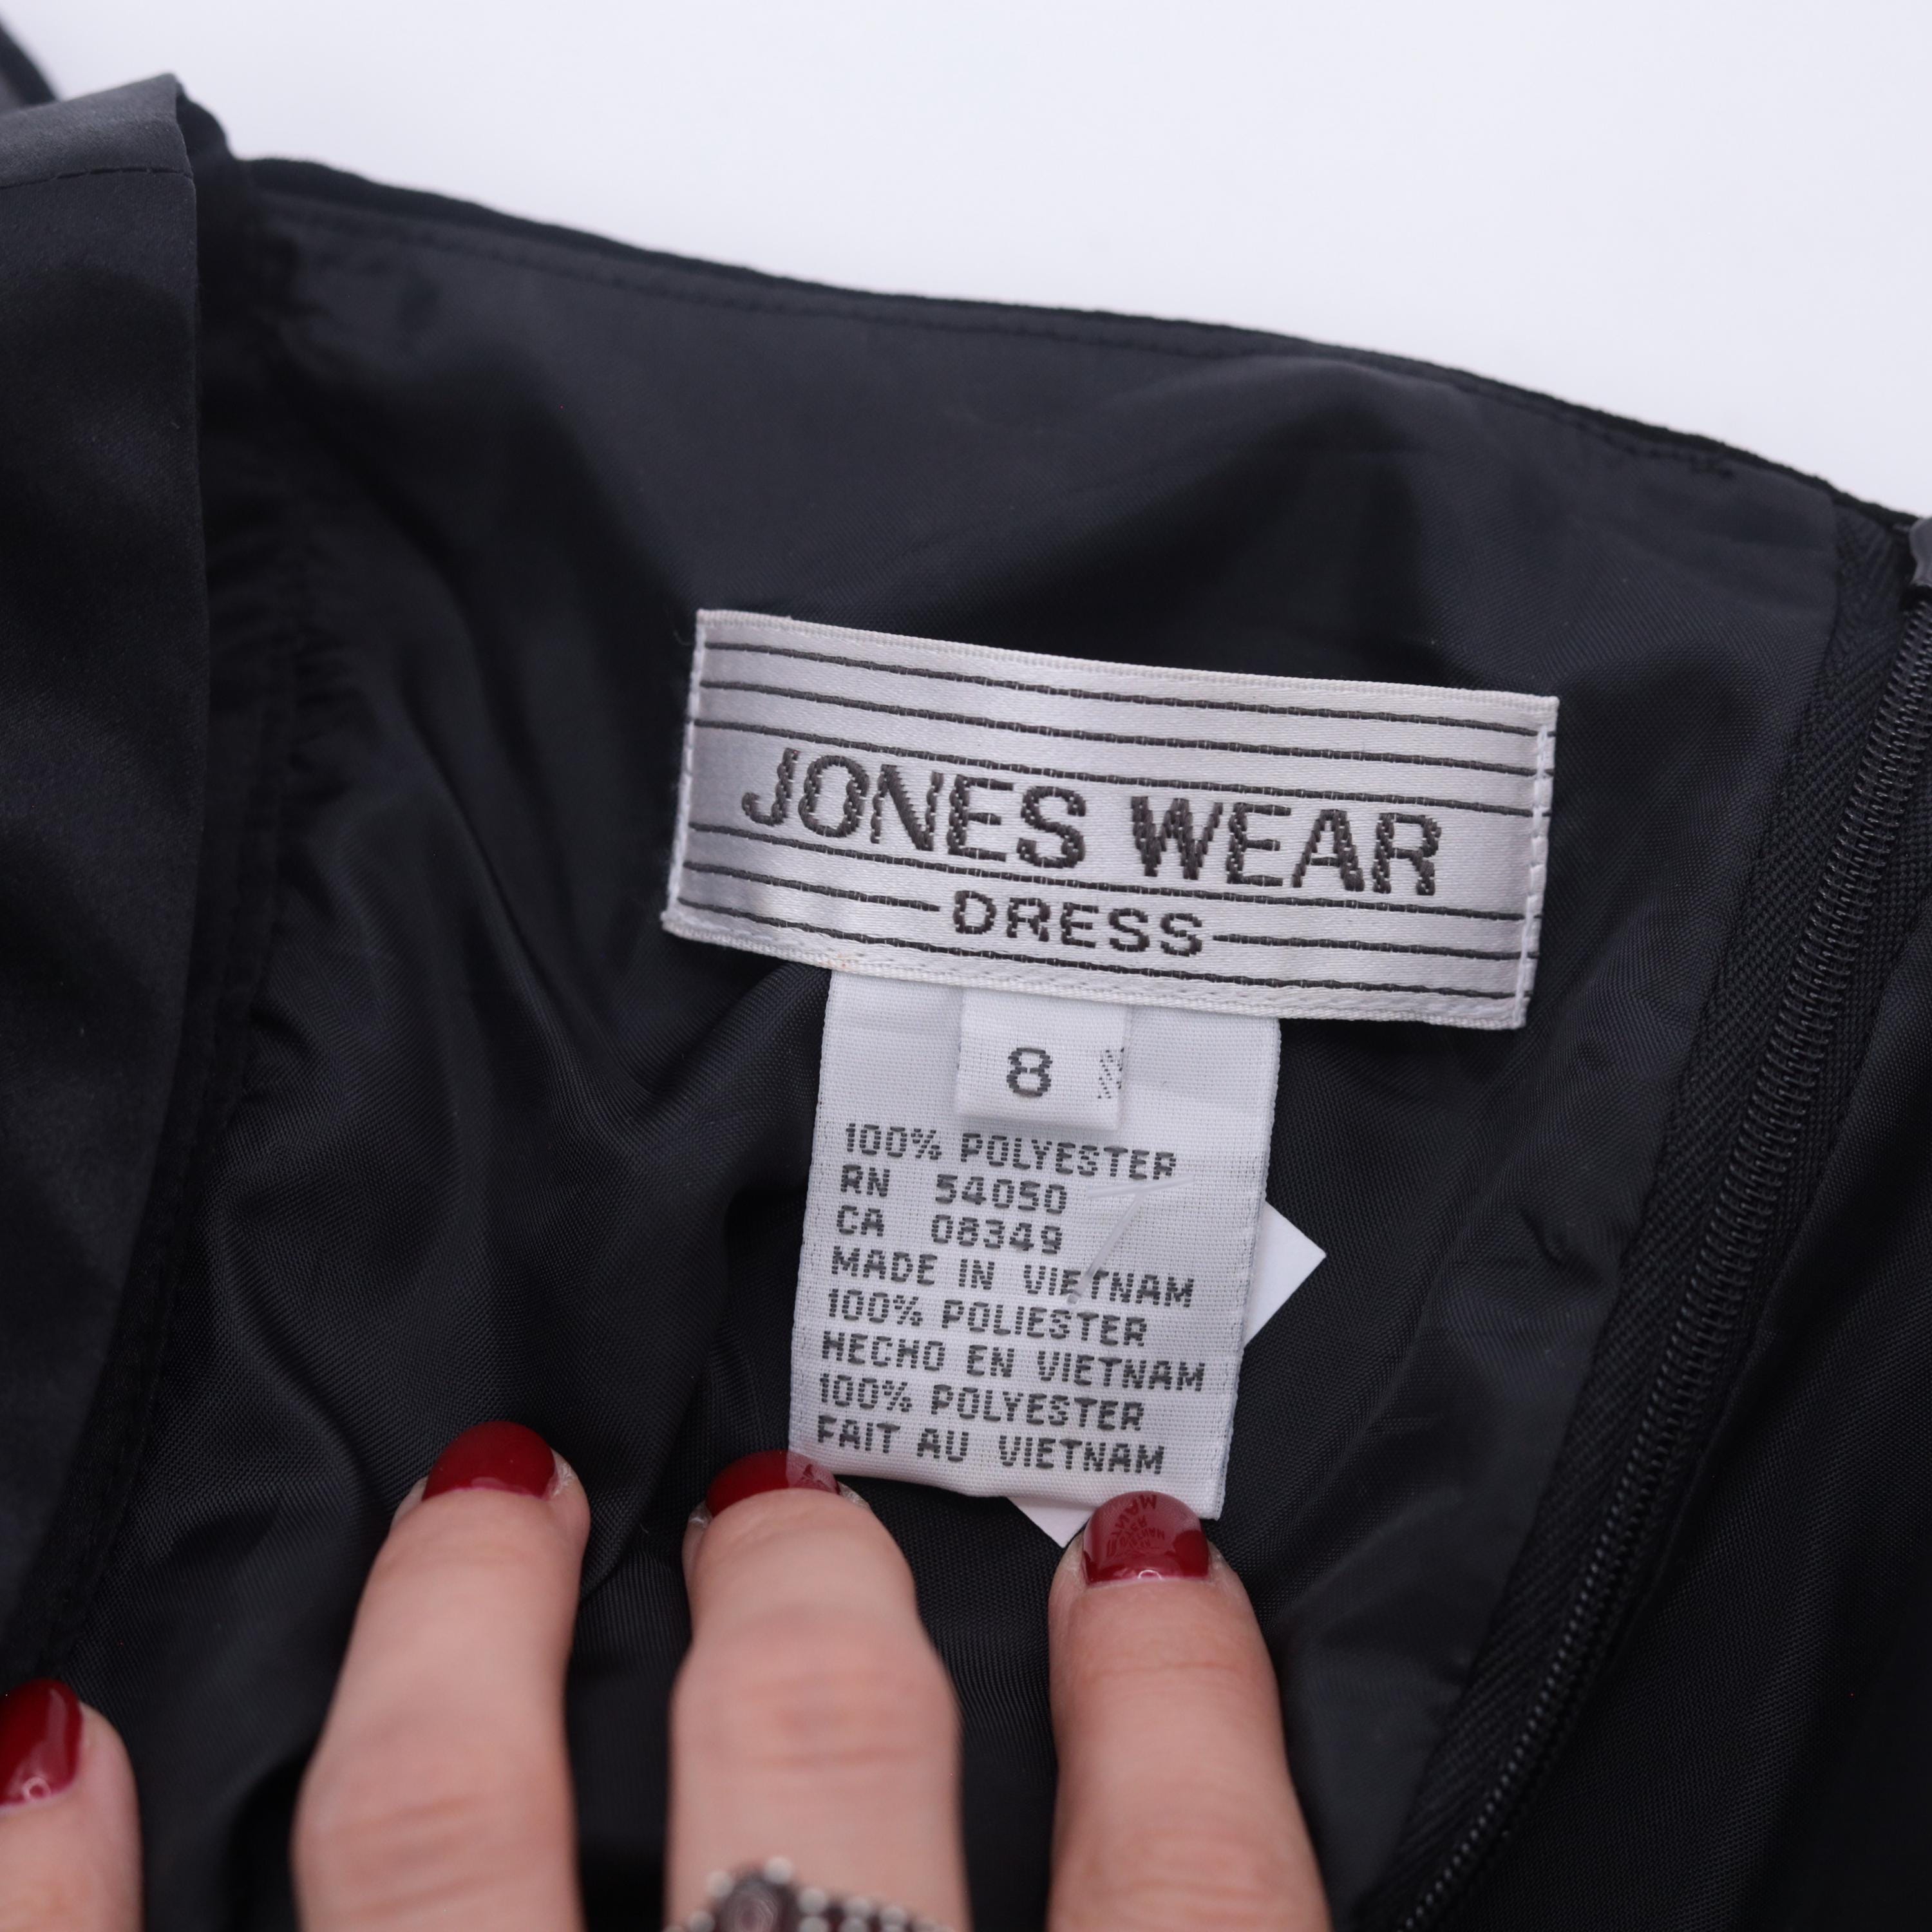 JONES WEAR
DRESS
8
100% POLYESTER
RN 54050
CA 08349
MADE IN VIETNAM
100% POLIESTER
HECHO EN VIETNAM
100% POLYESTER
FAIT AU VIETNAM